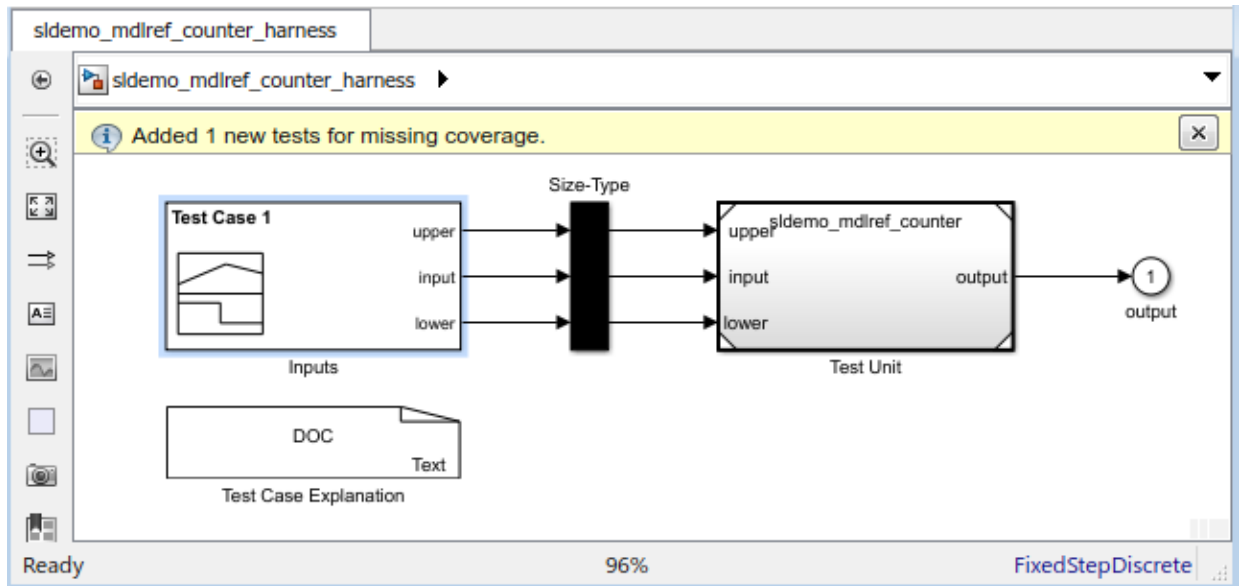 sldemo_mdlref_counter_harness
sldemo_mdlref_counter_harness
Added 1 new tests for missing coverage.
Size-Type
Test Case 1
upper
input
lower
Inputs
sldemo_mdlref_counter
upper
input
lower
output
Test Unit
1
output
DOC
Text
Test Case Explanation
Ready
96%
FixedStepDiscrete